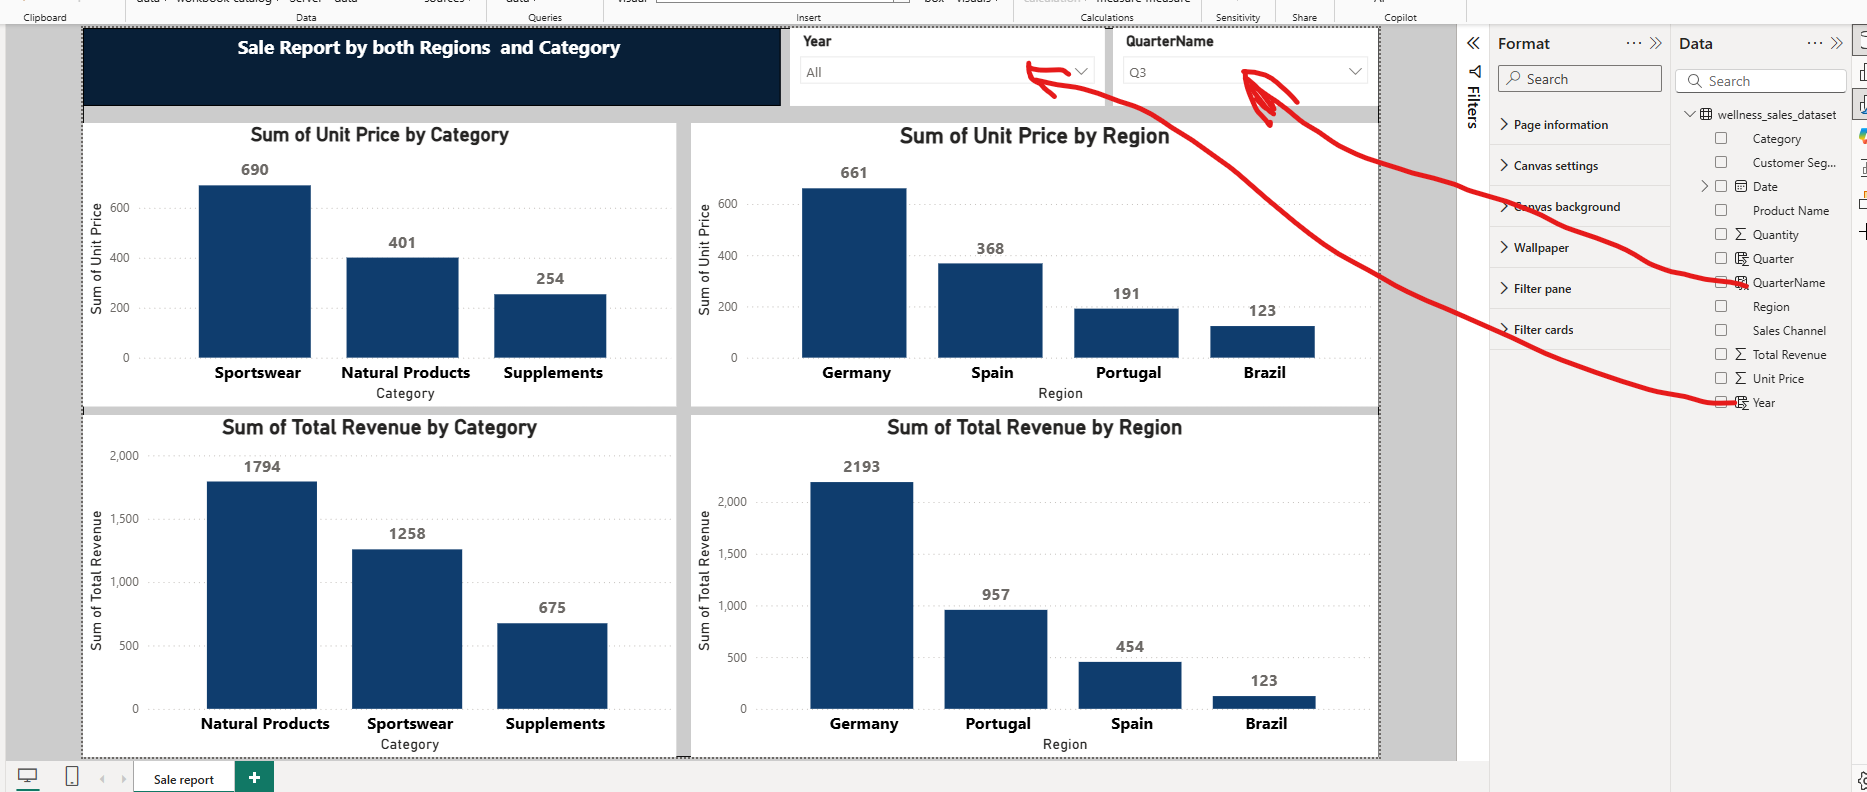 Clipboard
Data
Queries
Insert
Calculations
Sensitivity
Share
Copilot
Sale Report by both Regions and Category
Year
All
QuarterName
Q3
Sum of Unit Price by Category
Sum of Unit Price
600
400
200
0
690
401
254
Sportswear
Natural Products
Supplements
Category
Sum of Unit Price by Region
Sum of Unit Price
600
400
200
0
661
368
191
123
Germany
Spain
Portugal
Brazil
Region
Sum of Total Revenue by Category
Sum of Total Revenue
2,000
1,500
1,000
500
0
1794
1258
675
Natural Products
Sportswear
Supplements
Category
Sum of Total Revenue by Region
Sum of Total Revenue
2,000
1,500
1,000
500
0
2193
957
454
123
Germany
Portugal
Spain
Brazil
Region
Filters
Format
Search
Page information
Canvas settings
Canvas background
Wallpaper
Filter pane
Filter cards
Data
Search
wellness_sales_dataset
Category
Customer Seg...
Date
Product Name
Quantity
Quarter
QuarterName
Region
Sales Channel
Total Revenue
Unit Price
Year
Sale report